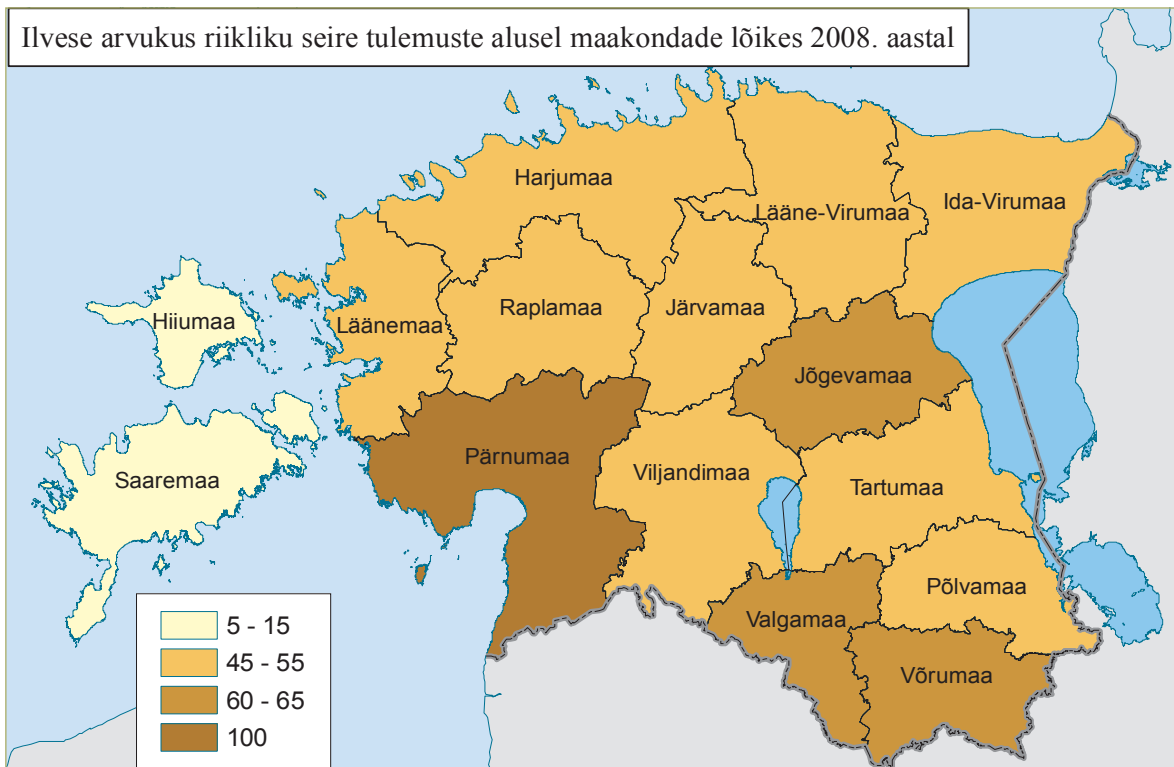 Ilvese arvukus riikliku seire tulemuste alusel maakondade lõikes 2008. aastal
Harjumaa
Lääne-Virumaa
Ida-Virumaa
Hiiumaa
Läänemaa
Raplamaa
Järvamaa
Jõgevamaa
Saaremaa
Pärnumaa
Viljandimaa
Tartumaa
Põlvamaa
Valgamaa
Võrumaa
5 - 15
45 - 55
60 - 65
100